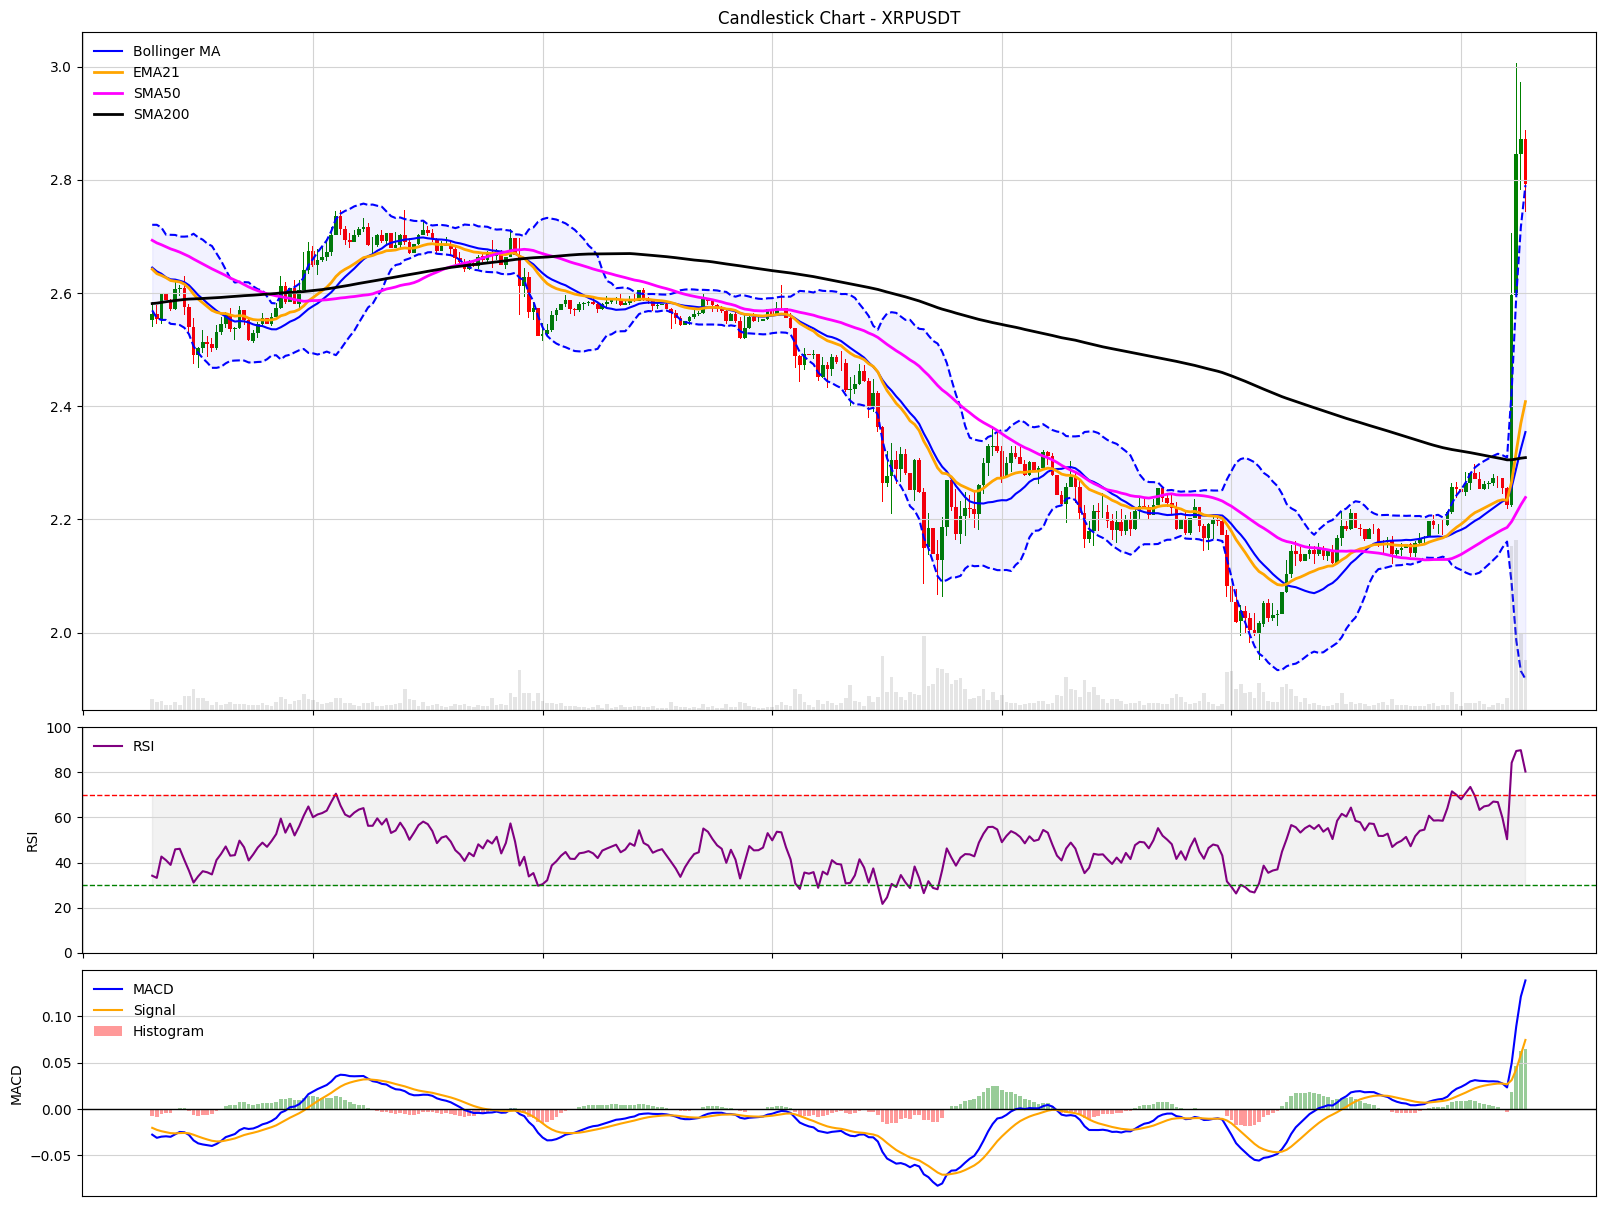 Candlestick Chart - XRPUSDT
Bollinger MA
EMA21
SMA50
SMA200
3.0
2.8
2.6
2.4
2.2
2.0
RSI
100
80
60
40
20
0
RSI
MACD
Signal
Histogram
0.10
0.05
0.00
−0.05
MACD